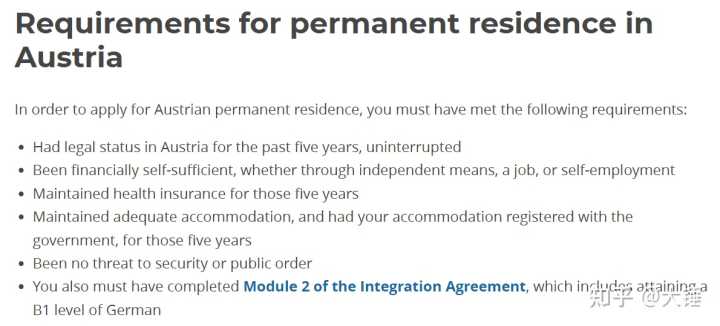 Requirements for permanent residence in
Austria
In order to apply for Austrian permanent residence, you must have met the following requirements:
• Had legal status in Austria for the past five years, uninterrupted
• Been financially self-sufficient, whether through independent means, a job, or self-employment
• Maintained health insurance for those five years
• Maintained adequate accommodation, and had your accommodation registered with the
government, for those five years
• Been no threat to security or public order
• You also must have completed Module 2 of the Integration Agreement, which includes attaining a
B1 level of German
知乎 @大锤